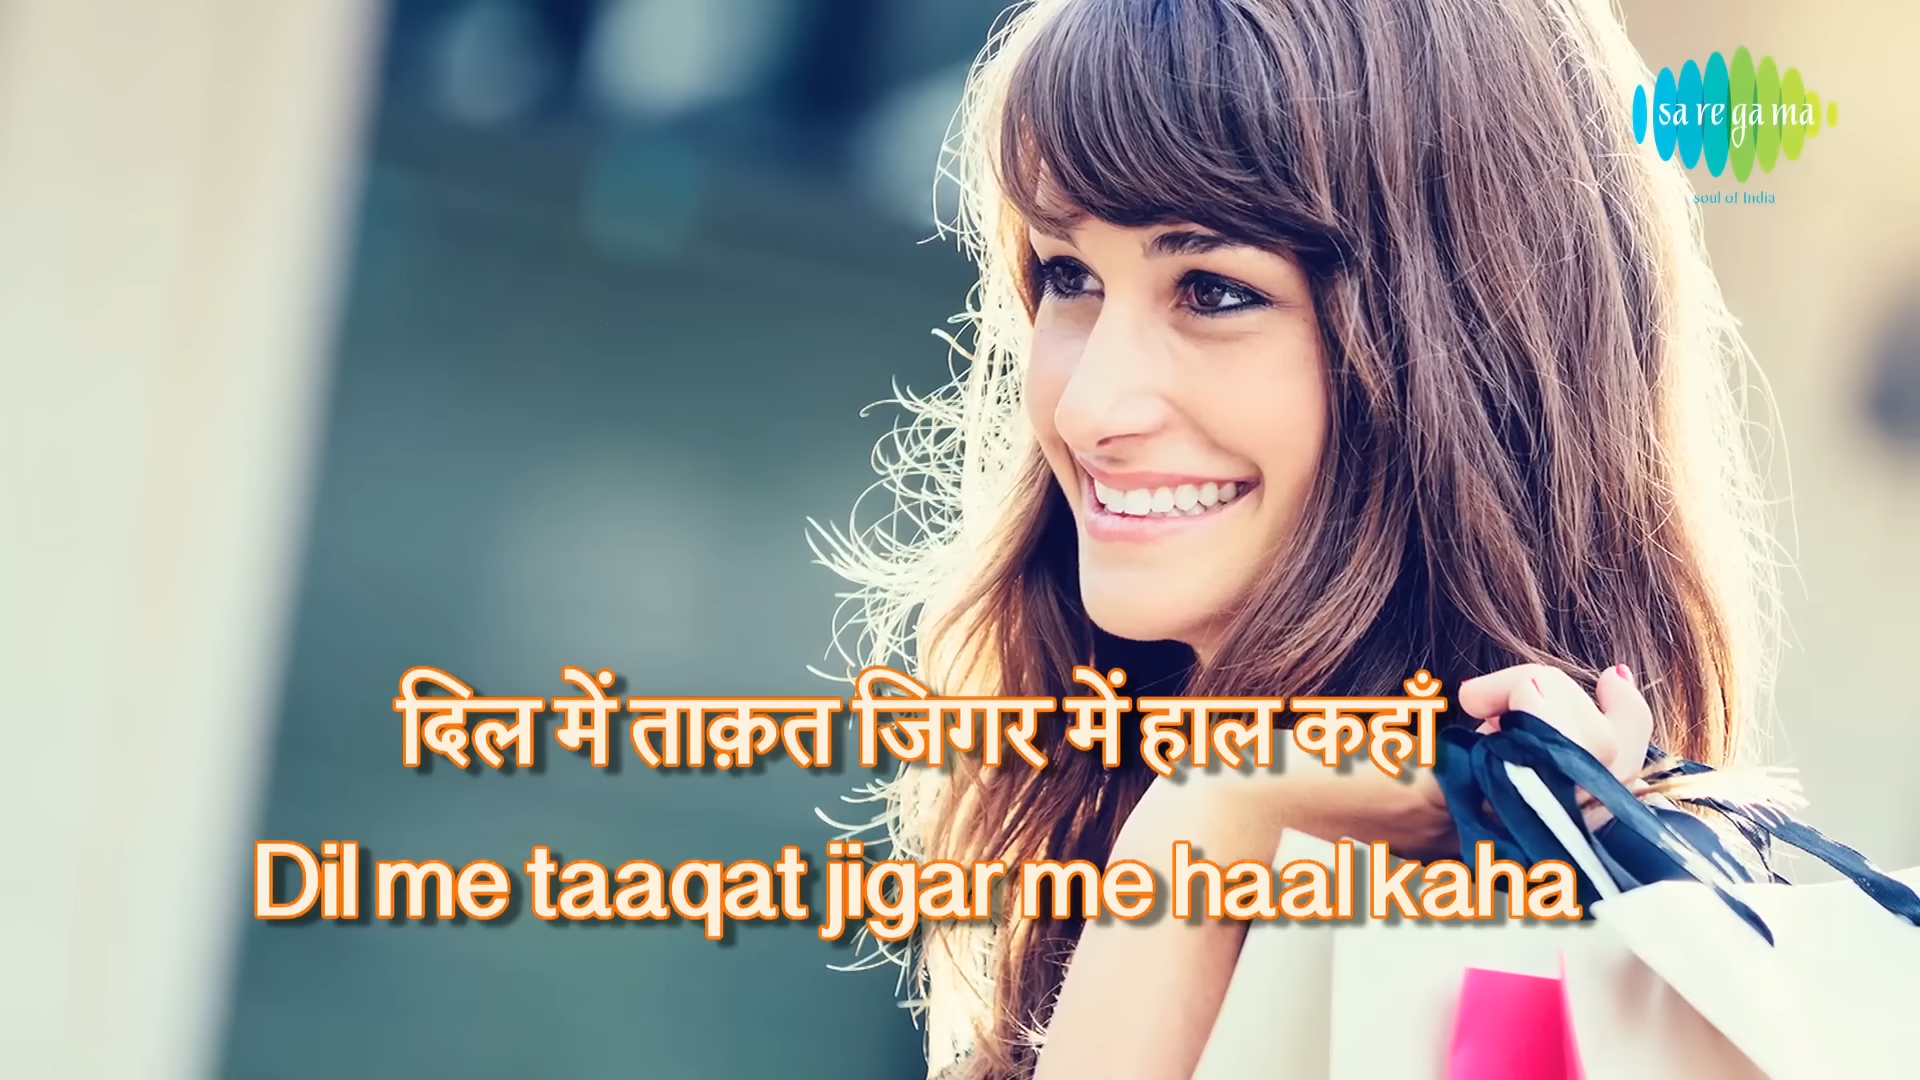 sa re ga ma
soul of India
दिल में ताक़त जिगर में हाल कहाँ
Dil me taaqat jigar me haal kaha